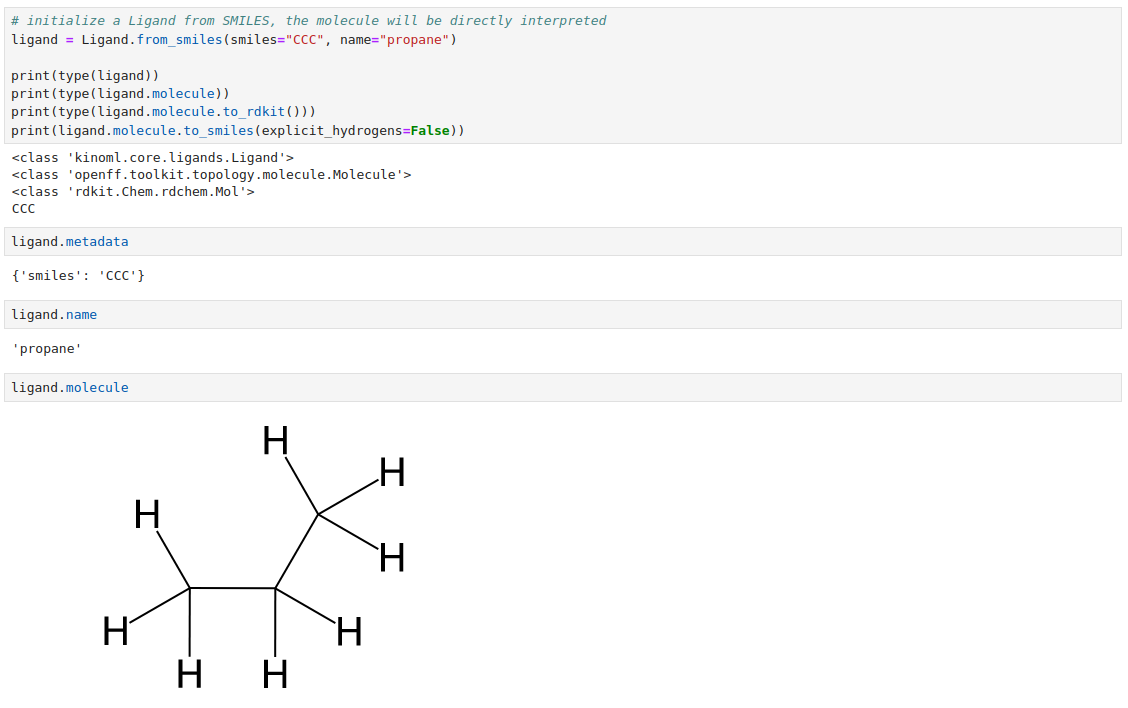 # initialize a Ligand from SMILES, the molecule will be directly interpreted
ligand = Ligand.from_smiles(smiles="CCC", name="propane")
print(type(ligand))
print(type(ligand.molecule))
print(type(ligand.molecule.to_rdkit()))
print(ligand.molecule.to_smiles(explicit_hydrogens=False))
<class 'kinoml.core.ligands.Ligand'>
<class 'openff.toolkit.topology.molecule.Molecule'>
<class 'rdkit.Chem.rdchem.Mol'>
CCC
ligand.metadata
{'smiles': 'CCC'}
ligand.name
'propane'
ligand.molecule
H
H
H
H
H
H
H
H